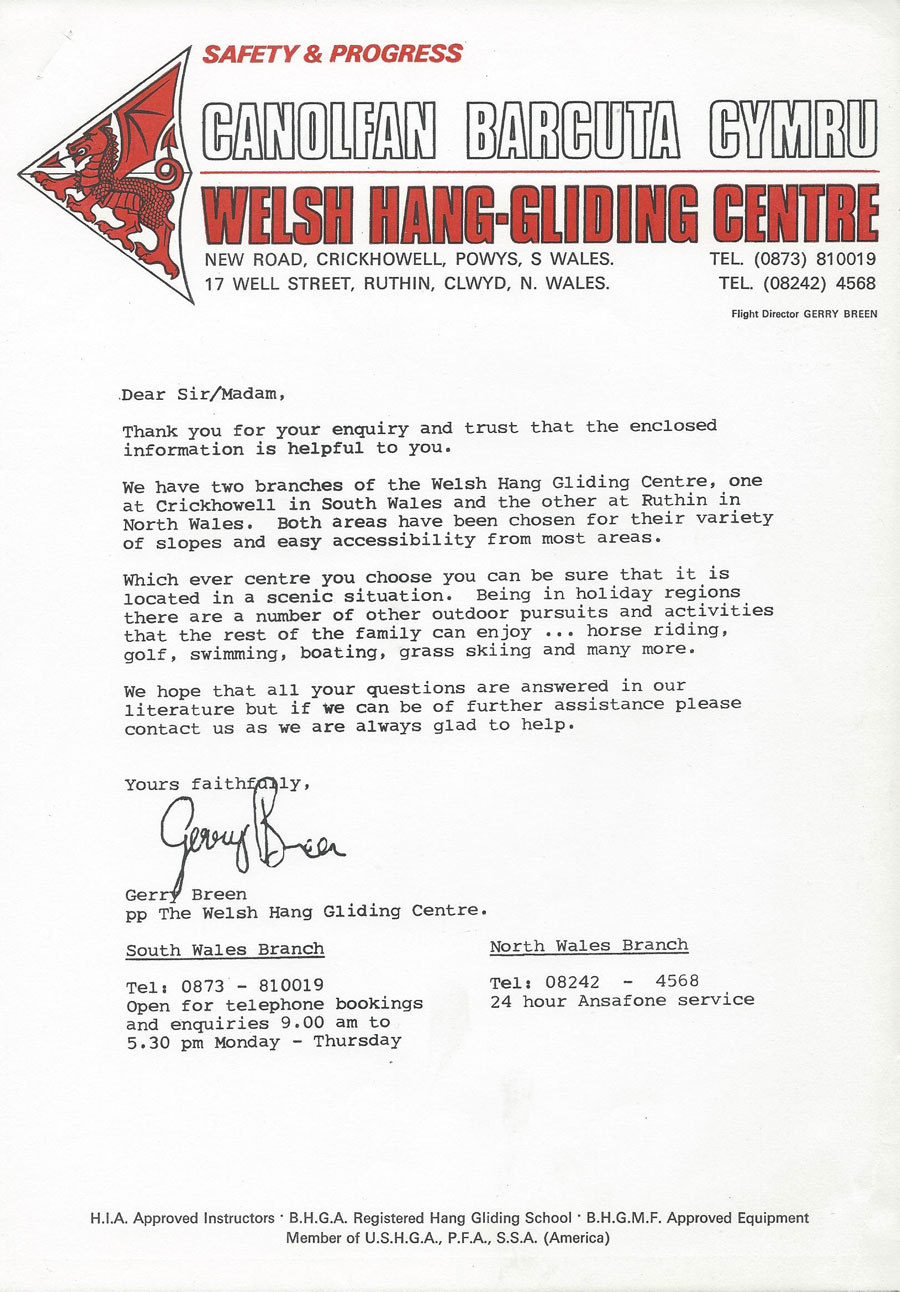 SAFETY & PROGRESS
CANOLFAN BARCUTA CYMRU
WELSH HANG-GLIDING CENTRE
NEW ROAD, CRICKHOWELL, POWYS, S WALES. TEL. (0873) 810019
17 WELL STREET, RUTHIN, CLWYD, N. WALES. TEL. (08242) 4568
Flight Director GERRY BREEN
Dear Sir/Madam,
Thank you for your enquiry and trust that the enclosed
information is helpful to you.
We have two branches of the Welsh Hang Gliding Centre, one
at Crickhowell in South Wales and the other at Ruthin in
North Wales. Both areas have been chosen for their variety
of slopes and easy accessibility from most areas.
Which ever centre you choose you can be sure that it is
located in a scenic situation. Being in holiday regions
there are a number of other outdoor pursuits and activities
that the rest of the family can enjoy ... horse riding,
golf, swimming, boating, grass skiing and many more.
We hope that all your questions are answered in our
literature but if we can be of further assistance please
contact us as we are always glad to help.
Yours faithfully,
Gerry Breen
Gerry Breen
pp The Welsh Hang Gliding Centre.
South Wales Branch
Tel: 0873 - 810019
Open for telephone bookings
and enquiries 9.00 am to
5.30 pm Monday - Thursday
North Wales Branch
Tel: 08242 - 4568
24 hour Ansafone service
H.I.A. Approved Instructors · B.H.G.A. Registered Hang Gliding School · B.H.G.M.F. Approved Equipment
Member of U.S.H.G.A., P.F.A., S.S.A. (America)